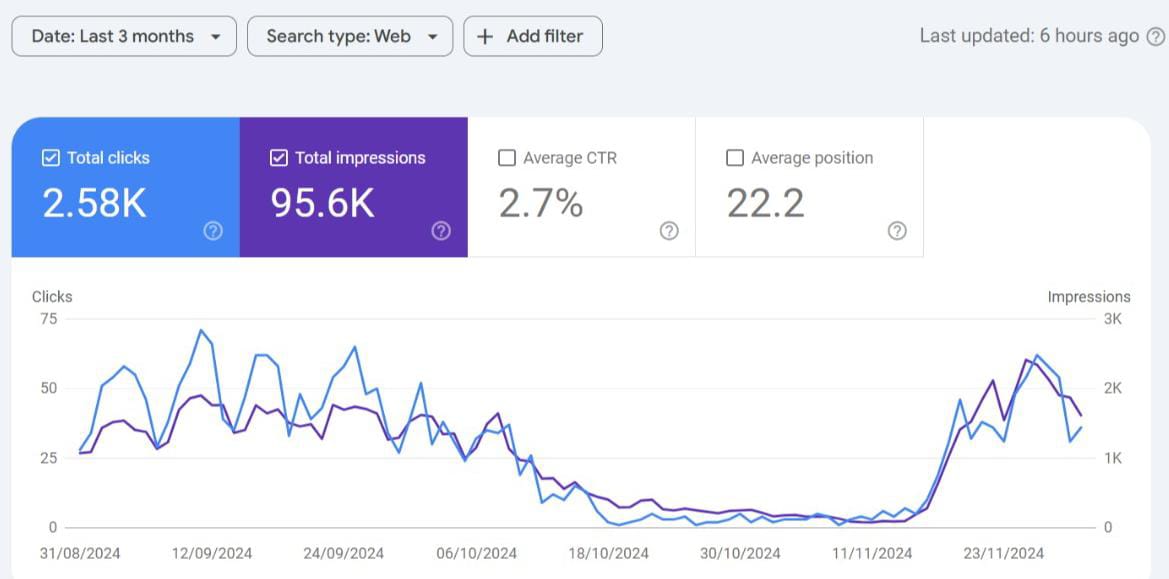 Date: Last 3 months
Search type: Web
+ Add filter
Last updated: 6 hours ago
Total clicks
2.58K
Total impressions
95.6K
Average CTR
2.7%
Average position
22.2
Clicks
Impressions
75
3K
50
2K
25
1K
0
0
31/08/2024 12/09/2024 24/09/2024 06/10/2024 18/10/2024 30/10/2024 11/11/2024 23/11/2024